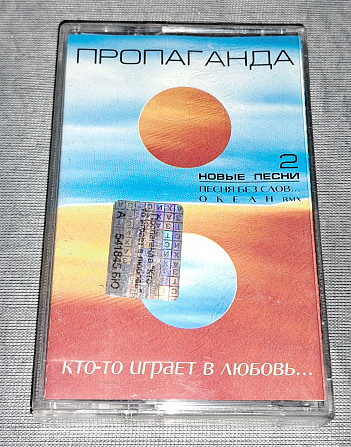 ПРОПАГАНДА
2
НОВЫЕ ПЕСНИ
ПЕСНЯ БЕЗ СЛОВ...
ОКЕАН RMX
КТО-ТО ИГРАЕТ В ЛЮБОВЬ...